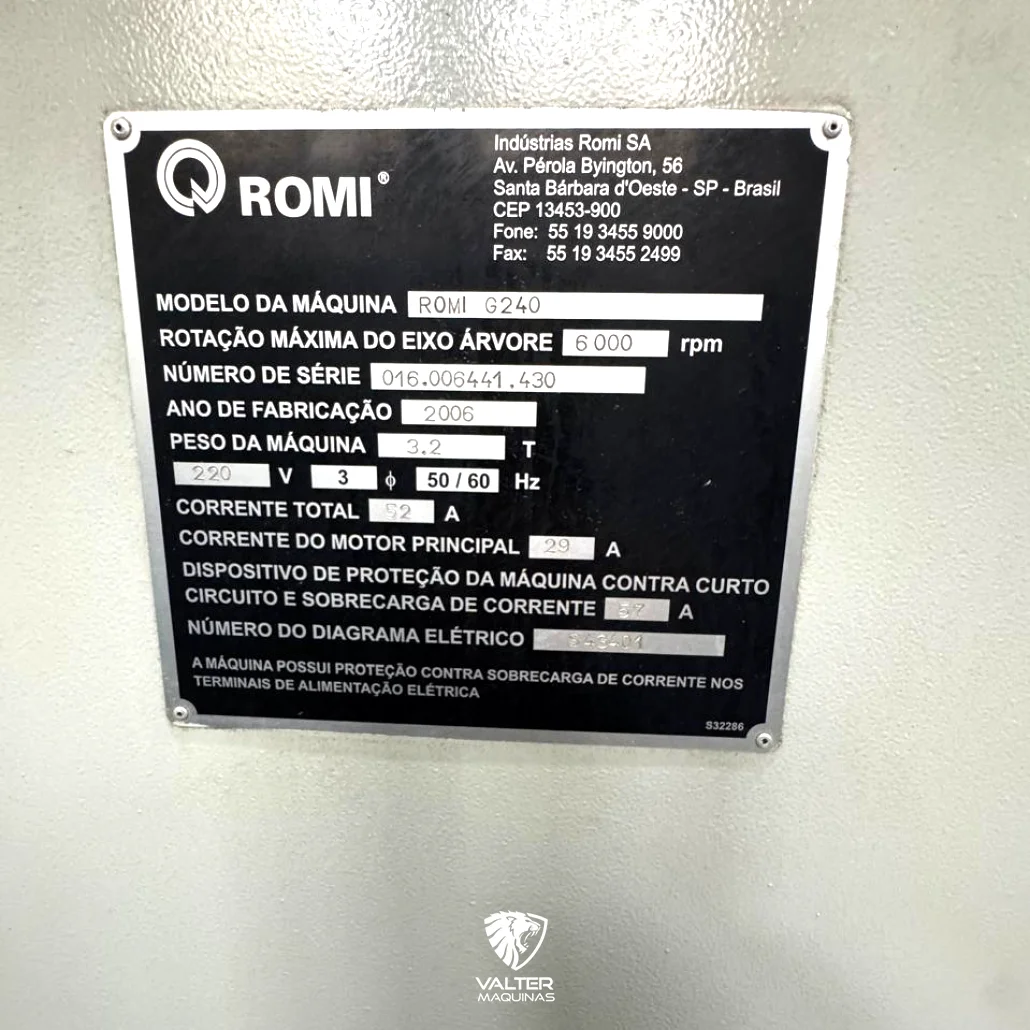 ROMI®
Indústrias Romi SA
Av. Pérola Byington, 56
Santa Bárbara d'Oeste - SP - Brasil
CEP 13453-900
Fone: 55 19 3455 9000
Fax: 55 19 3455 2499
MODELO DA MÁQUINA ROMI G240
ROTAÇÃO MÁXIMA DO EIXO ÁRVORE 6000 rpm
NÚMERO DE SÉRIE 016.006441.430
ANO DE FABRICAÇÃO 2006
PESO DA MÁQUINA 3.2 T
220 V 3 ϕ 50 / 60 Hz
CORRENTE TOTAL 52 A
CORRENTE DO MOTOR PRINCIPAL 29 A
DISPOSITIVO DE PROTEÇÃO DA MÁQUINA CONTRA CURTO
CIRCUITO E SOBRECARGA DE CORRENTE A
NÚMERO DO DIAGRAMA ELÉTRICO
A MÁQUINA POSSUI PROTEÇÃO CONTRA SOBRECARGA DE CORRENTE NOS
TERMINAIS DE ALIMENTAÇÃO ELÉTRICA
S32286
VALTER
MAQUINAS